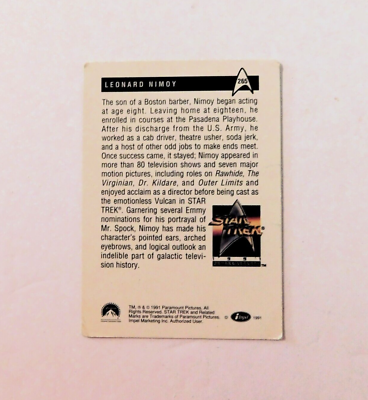 LEONARD NIMOY
265
The son of a Boston barber, Nimoy began acting
at age eight. Leaving home at eighteen, he
enrolled in courses at the Pasadena Playhouse.
After his discharge from the U.S. Army, he
worked as a cab driver, theatre usher, soda jerk,
and a host of other odd jobs to make ends meet.
Once success came, it stayed; Nimoy appeared in
more than 80 television shows and seven major
motion pictures, including roles on Rawhide, The
Virginian, Dr. Kildare, and Outer Limits and
enjoyed acclaim as a director before being cast as
the emotionless Vulcan in STAR
TREK®. Garnering several Emmy
nominations for his portrayal of
Mr. Spock, Nimoy has made his
character's pointed ears, arched
eyebrows, and logical outlook an
indelible part of galactic televi-
sion history.
STAR
TREK
TM
TM, ® & © 1991 Paramount Pictures. All
Rights Reserved. STAR TREK and Related
Marks are Trademarks of Paramount Pictures.
Impel Marketing Inc. Authorized User.
© impel 1991